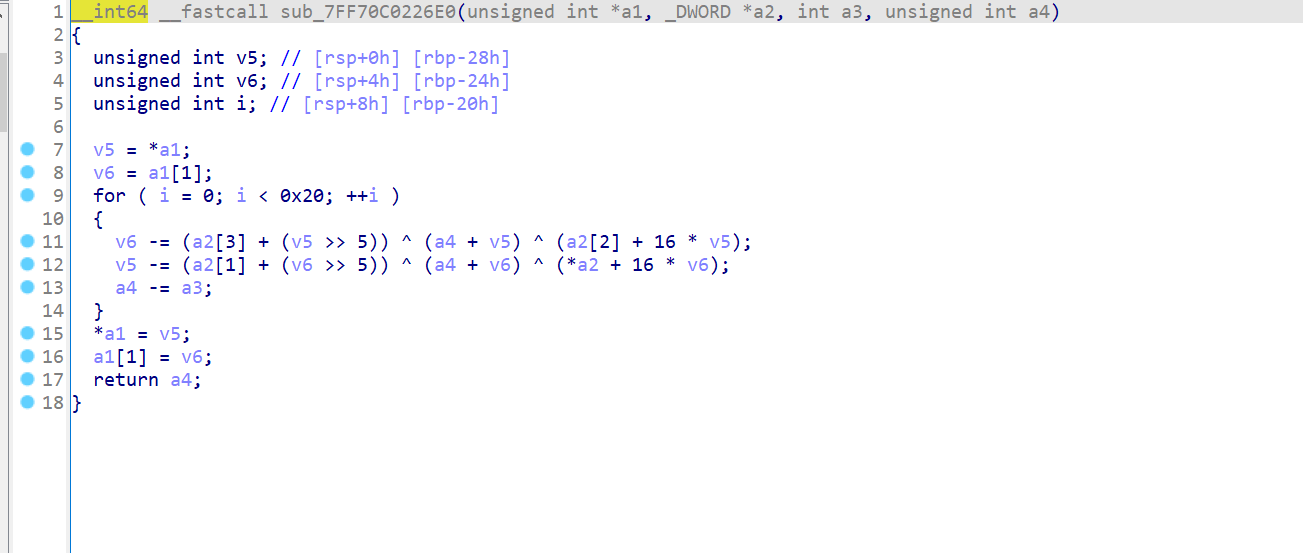 1 __int64 __fastcall sub_7FF70C0226E0(unsigned int *a1, _DWORD *a2, int a3, unsigned int a4)
2 {
3   unsigned int v5; // [rsp+0h] [rbp-28h]
4   unsigned int v6; // [rsp+4h] [rbp-24h]
5   unsigned int i; // [rsp+8h] [rbp-20h]
6
7   v5 = *a1;
8   v6 = a1[1];
9   for ( i = 0; i < 0x20; ++i )
10   {
11     v6 -= (a2[3] + (v5 >> 5)) ^ (a4 + v5) ^ (a2[2] + 16 * v5);
12     v5 -= (a2[1] + (v6 >> 5)) ^ (a4 + v6) ^ (*a2 + 16 * v6);
13     a4 -= a3;
14   }
15   *a1 = v5;
16   a1[1] = v6;
17   return a4;
18 }